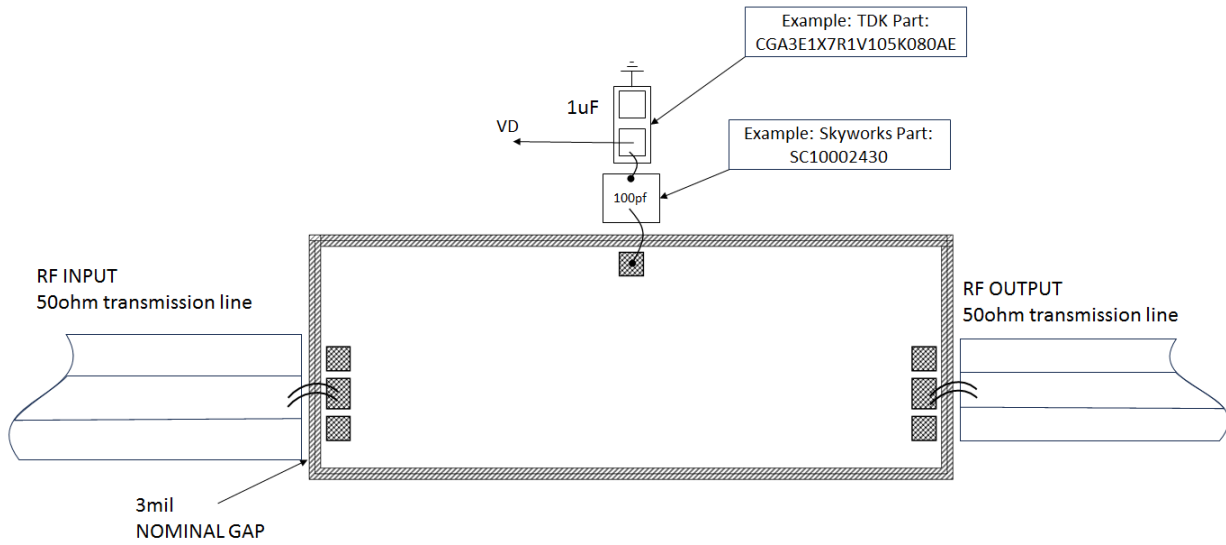 Example: TDK Part:
CGA3E1X7R1V105K080AE
1uF
VD
Example: Skyworks Part:
SC10002430
100pf
RF INPUT
50ohm transmission line
RF OUTPUT
50ohm transmission line
3mil
NOMINAL GAP